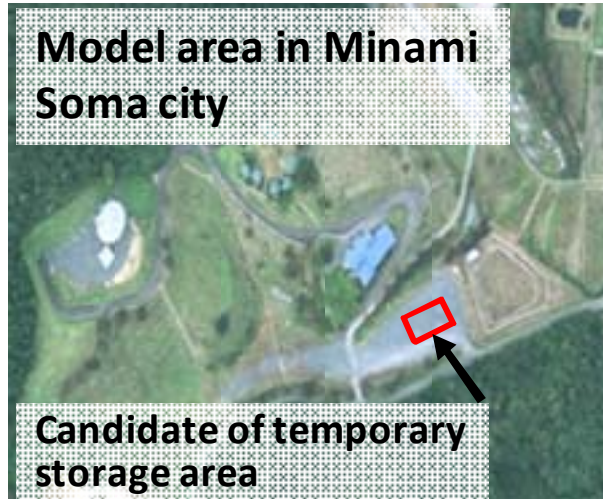 Model area in Minami
Soma city
Candidate of temporary
storage area